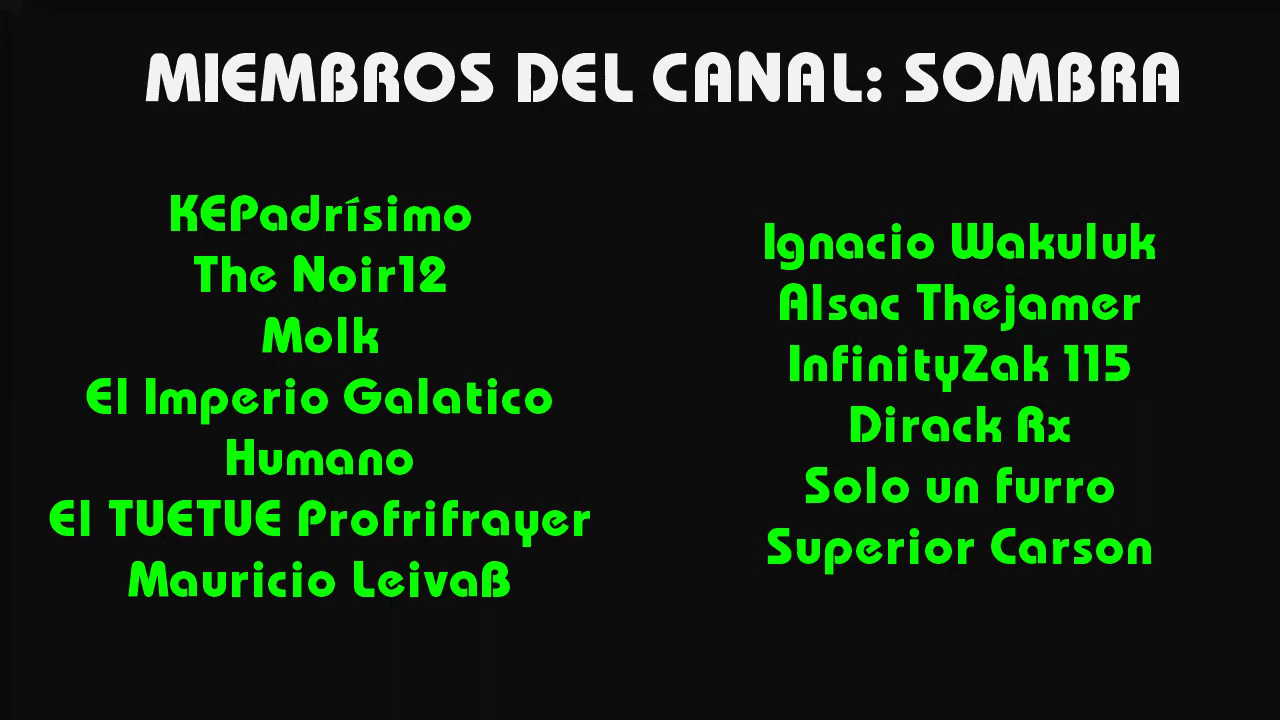 MIEMBROS DEL CANAL: SOMBRA
KEPadrísimo
The Noir12
Molk
El Imperio Galatico
Humano
El TUETUE Profrifrayer
Mauricio LeivaB
Ignacio Wakuluk
Alsac Thejamer
InfinityZak 115
Dirack Rx
Solo un furro
Superior Carson